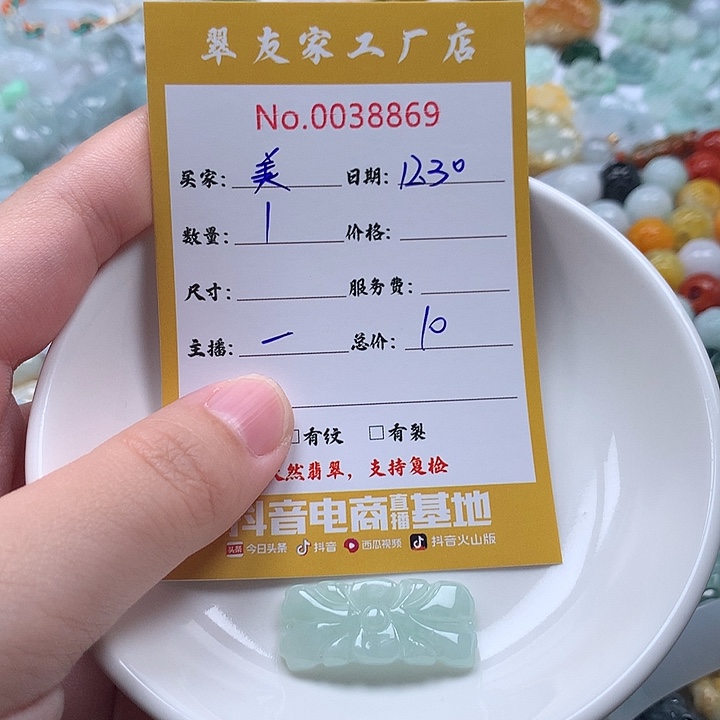 翠友家工厂店
No.0038869
买家: 美 日期: 1230
数量: 1 价格:
尺寸: 服务费:
主播: 一 总价: 10
□有纹 □有裂
然翡翠，支持复检
抖音电商直播基地
头条 今日头条 抖音 西瓜视频 抖音火山版